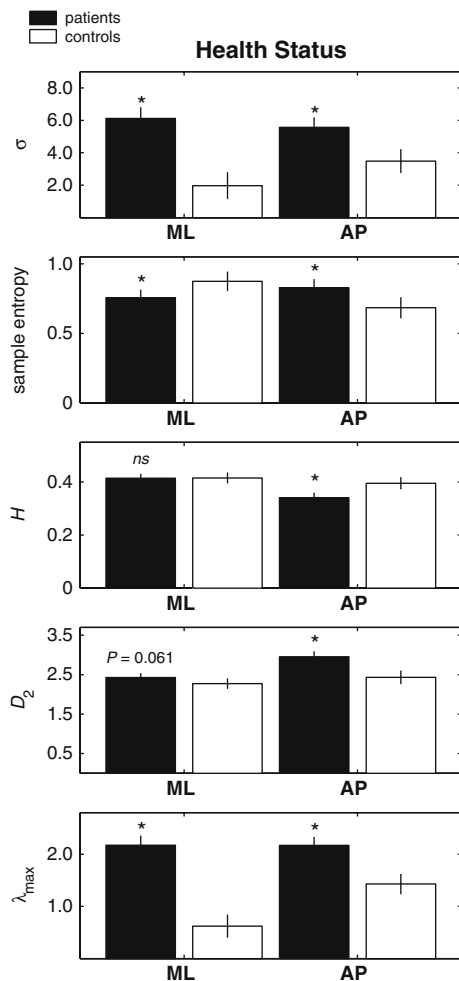 patients
controls
Health Status
σ
8.0
6.0
4.0
2.0
*
*
ML AP
sample entropy
1.0
0.5
0
*
*
ML AP
H
0.4
0.2
0
ns
*
ML AP
D2
3.5
2.5
1.5
0.5
P = 0.061
*
ML AP
λmax
2.0
1.0
*
*
ML AP